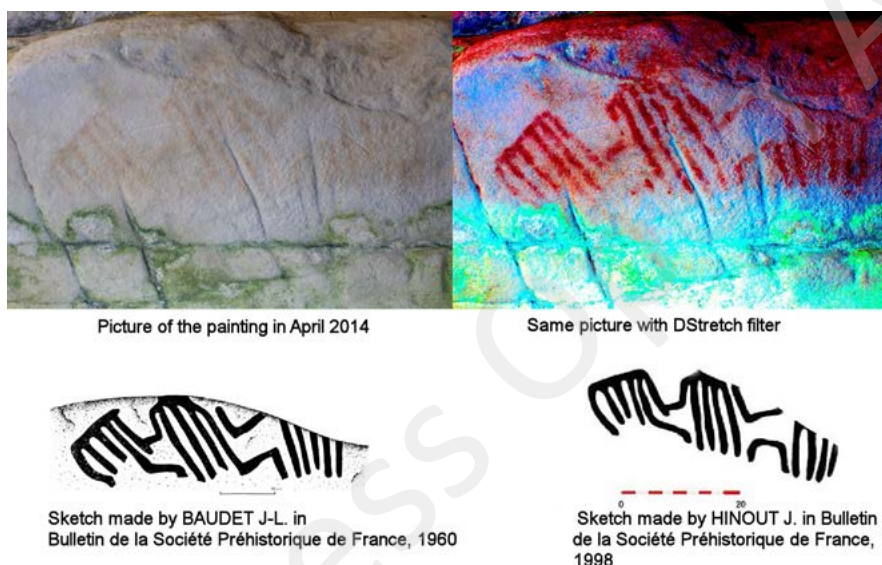 Picture of the painting in April 2014
Same picture with DStretch filter
Sketch made by BAUDET J-L. in
Bulletin de la Société Préhistorique de France, 1960
0 20
Sketch made by HINOUT J. in Bulletin
de la Société Préhistorique de France,
1998